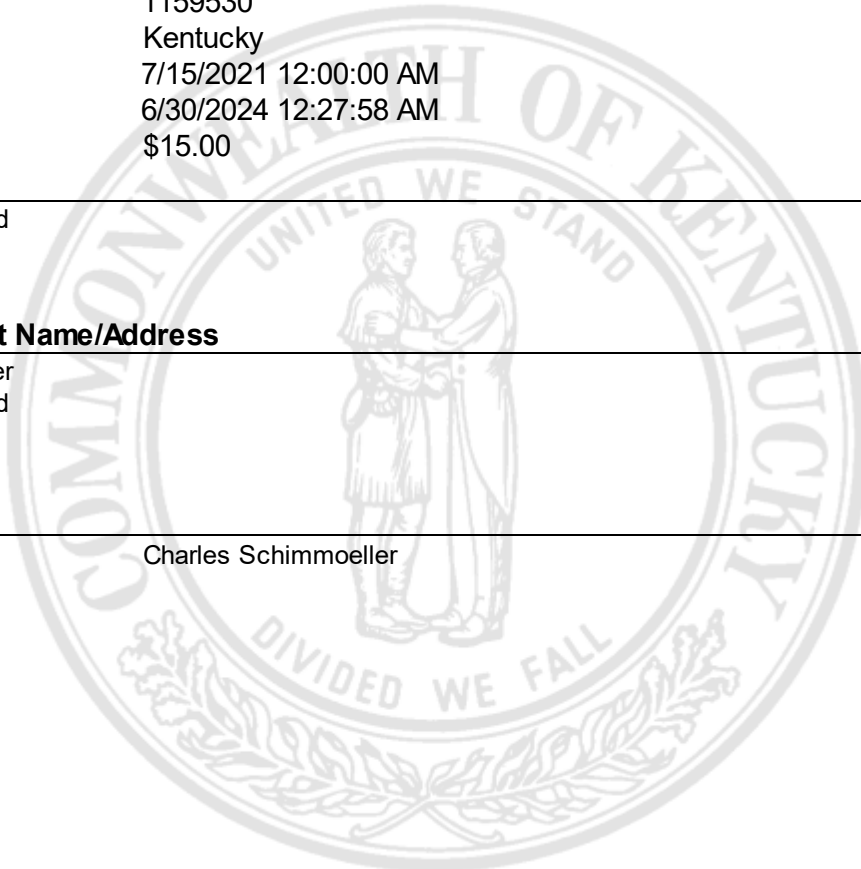 1159530
Kentucky
7/15/2021 12:00:00 AM
6/30/2024 12:27:58 AM
$15.00
d
t Name/Address
er
d
Charles Schimmoeller
COMMONWEALTH OF KENTUCKY
UNITED WE STAND
DIVIDED WE FALL